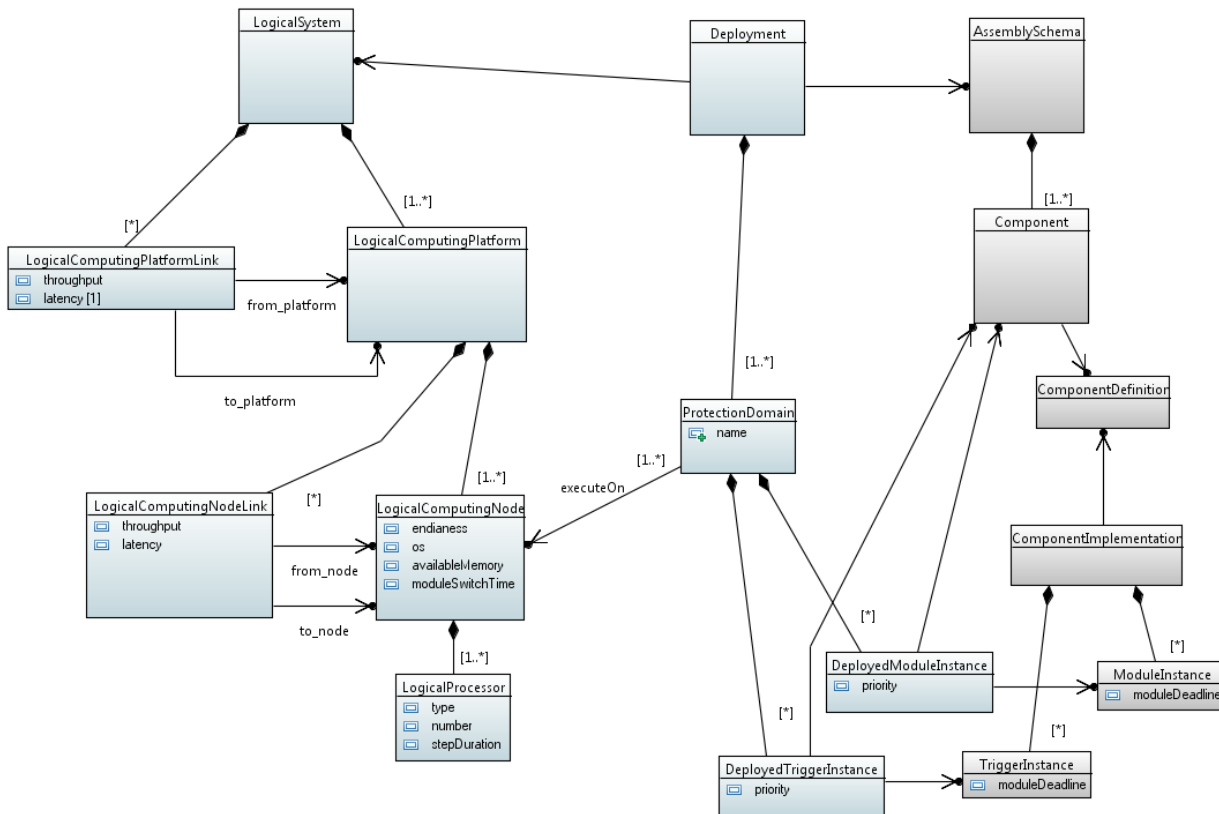 LogicalSystem
Deployment
AssemblySchema
[*]
[1..*]
[1..*]
LogicalComputingPlatformLink
throughput
latency [1]
from_platform
to_platform
LogicalComputingPlatform
Component
[1..*]
ProtectionDomain
name
ComponentDefinition
[1..*]
executeOn
[*]
[1..*]
LogicalComputingNodeLink
throughput
latency
from_node
to_node
LogicalComputingNode
endianess
os
availableMemory
moduleSwitchTime
ComponentImplementation
[1..*]
LogicalProcessor
type
number
stepDuration
[*]
[*]
DeployedModuleInstance
priority
ModuleInstance
moduleDeadline
[*]
[*]
DeployedTriggerInstance
priority
TriggerInstance
moduleDeadline